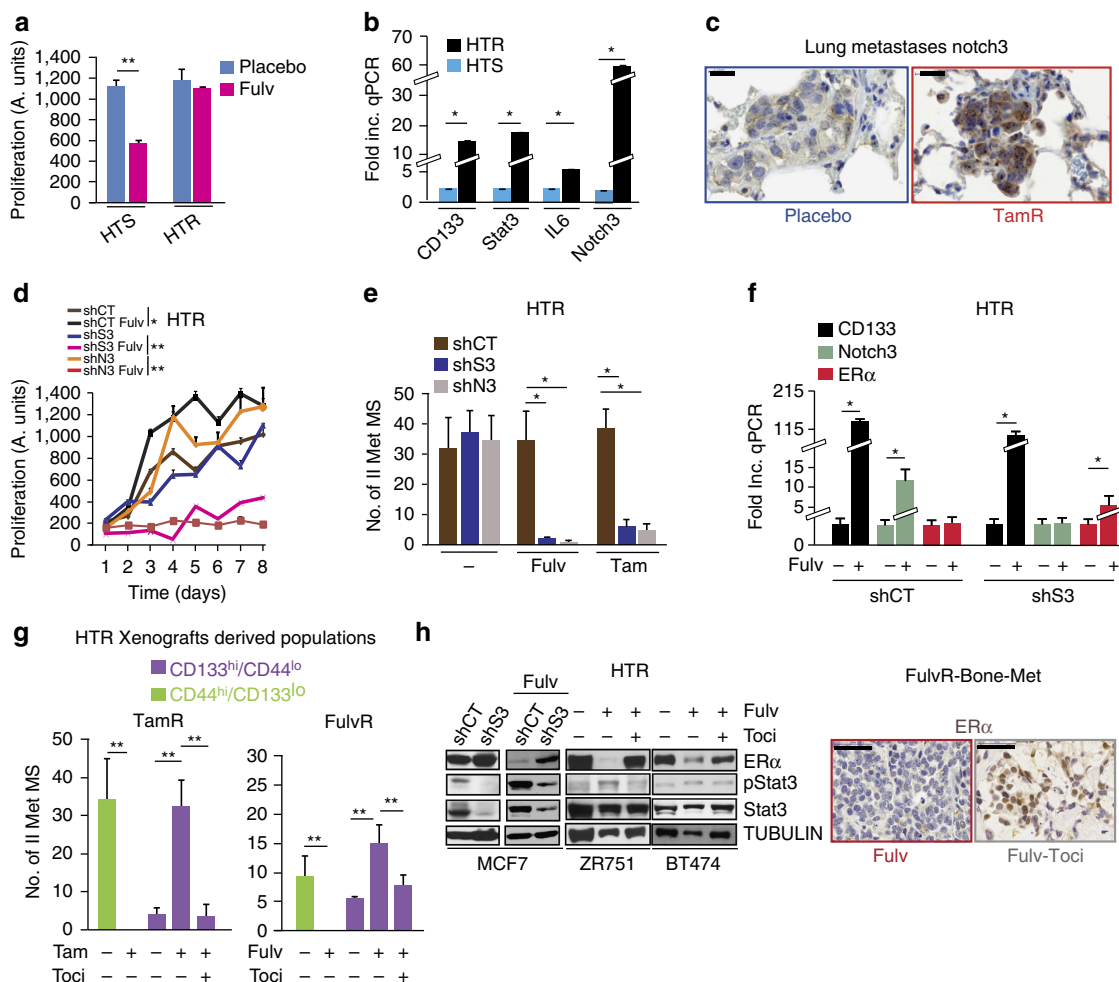 a
Proliferation (A. units)
1,400
1,200
1,000
800
600
400
200
0
**
Placebo
Fulv
HTS
HTR
b
Fold inc. qPCR
70
60
35
30
20
10
5
0
HTR
HTS
*
*
*
*
CD133
Stat3
IL6
Notch3
c
Lung metastases notch3
Placebo
TamR
d
HTR
shCT
shCT Fulv
*
shS3
shS3 Fulv
**
shN3
shN3 Fulv
**
Proliferation (A. units)
1,400
1,200
1,000
800
600
400
200
0
1 2 3 4 5 6 7 8
Time (days)
e
HTR
shCT
shS3
shN3
No. of II Met MS
50
40
30
20
10
0
*
*
*
*
–
Fulv
Tam
f
HTR
CD133
Notch3
ERα
Fold Inc. qPCR
215
115
15
10
5
0
*
*
*
*
Fulv – + – + – + – + – + – +
shCT
shS3
g
HTR Xenografts derived populations
CD133hi/CD44lo
CD44hi/CD133lo
TamR
No. of II Met MS
50
40
30
20
10
0
**
**
**
Tam – + – + +
Toci – – – – +
FulvR
30
25
20
15
10
5
0
**
**
**
Fulv – + – + +
Toci – – – – +
h
Fulv
HTR
shCT
shS3
shCT
shS3
– + + – + + Fulv
– – + – – + Toci
ERα
pStat3
Stat3
TUBULIN
MCF7
ZR751
BT474
FulvR-Bone-Met
ERα
Fulv
Fulv-Toci